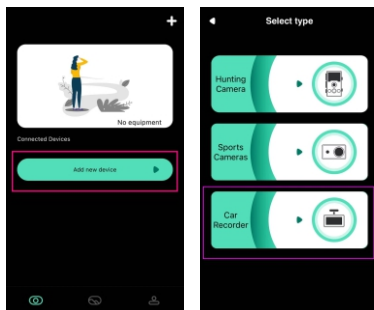 No equipment
Connected Devices
Add new device
Select type
Hunting
Camera
Sports
Cameras
Car
Recorder